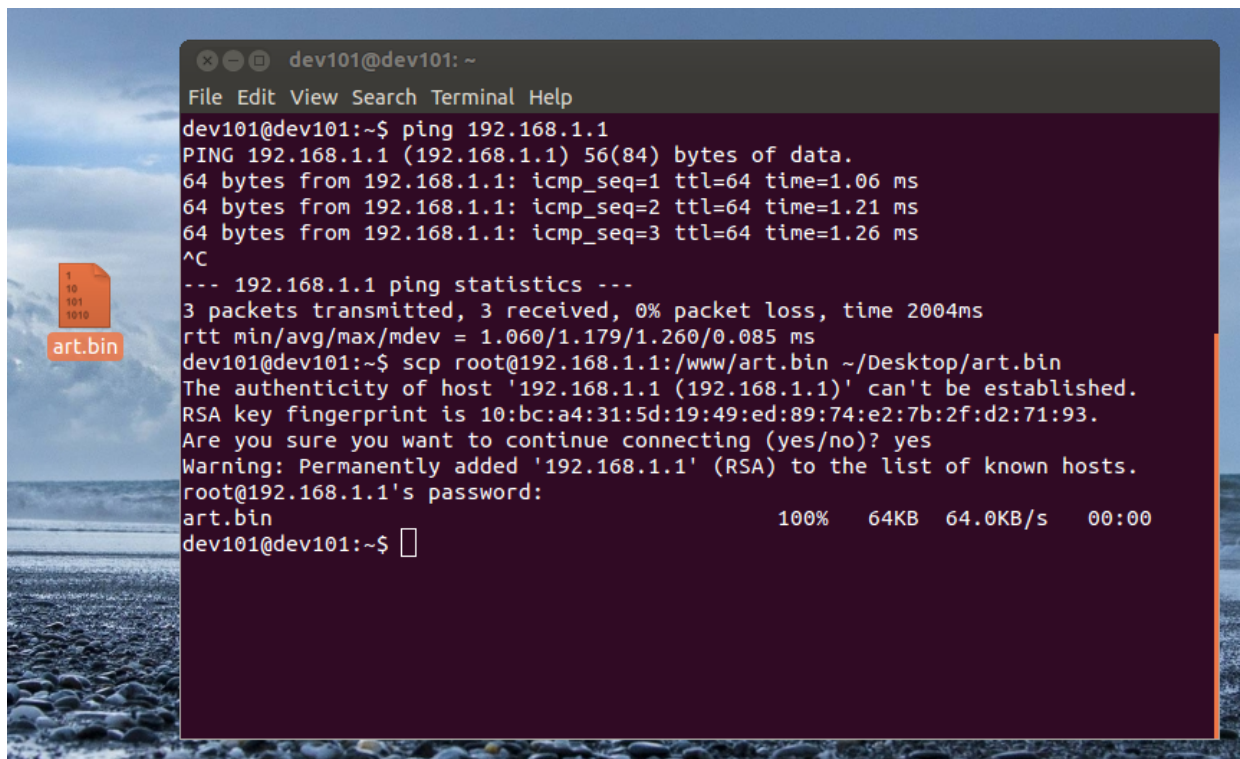 dev101@dev101: ~
File Edit View Search Terminal Help
dev101@dev101:~$ ping 192.168.1.1
PING 192.168.1.1 (192.168.1.1) 56(84) bytes of data.
64 bytes from 192.168.1.1: icmp_seq=1 ttl=64 time=1.06 ms
64 bytes from 192.168.1.1: icmp_seq=2 ttl=64 time=1.21 ms
64 bytes from 192.168.1.1: icmp_seq=3 ttl=64 time=1.26 ms
^C
--- 192.168.1.1 ping statistics ---
3 packets transmitted, 3 received, 0% packet loss, time 2004ms
rtt min/avg/max/mdev = 1.060/1.179/1.260/0.085 ms
dev101@dev101:~$ scp root@192.168.1.1:/www/art.bin ~/Desktop/art.bin
The authenticity of host '192.168.1.1 (192.168.1.1)' can't be established.
RSA key fingerprint is 10:bc:a4:31:5d:19:49:ed:89:74:e2:7b:2f:d2:71:93.
Are you sure you want to continue connecting (yes/no)? yes
Warning: Permanently added '192.168.1.1' (RSA) to the list of known hosts.
root@192.168.1.1's password:
art.bin 100% 64KB 64.0KB/s 00:00
dev101@dev101:~$
1
10
101
1010
art.bin